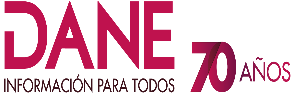 DANE
INFORMACIÓN PARA TODOS
70 AÑOS